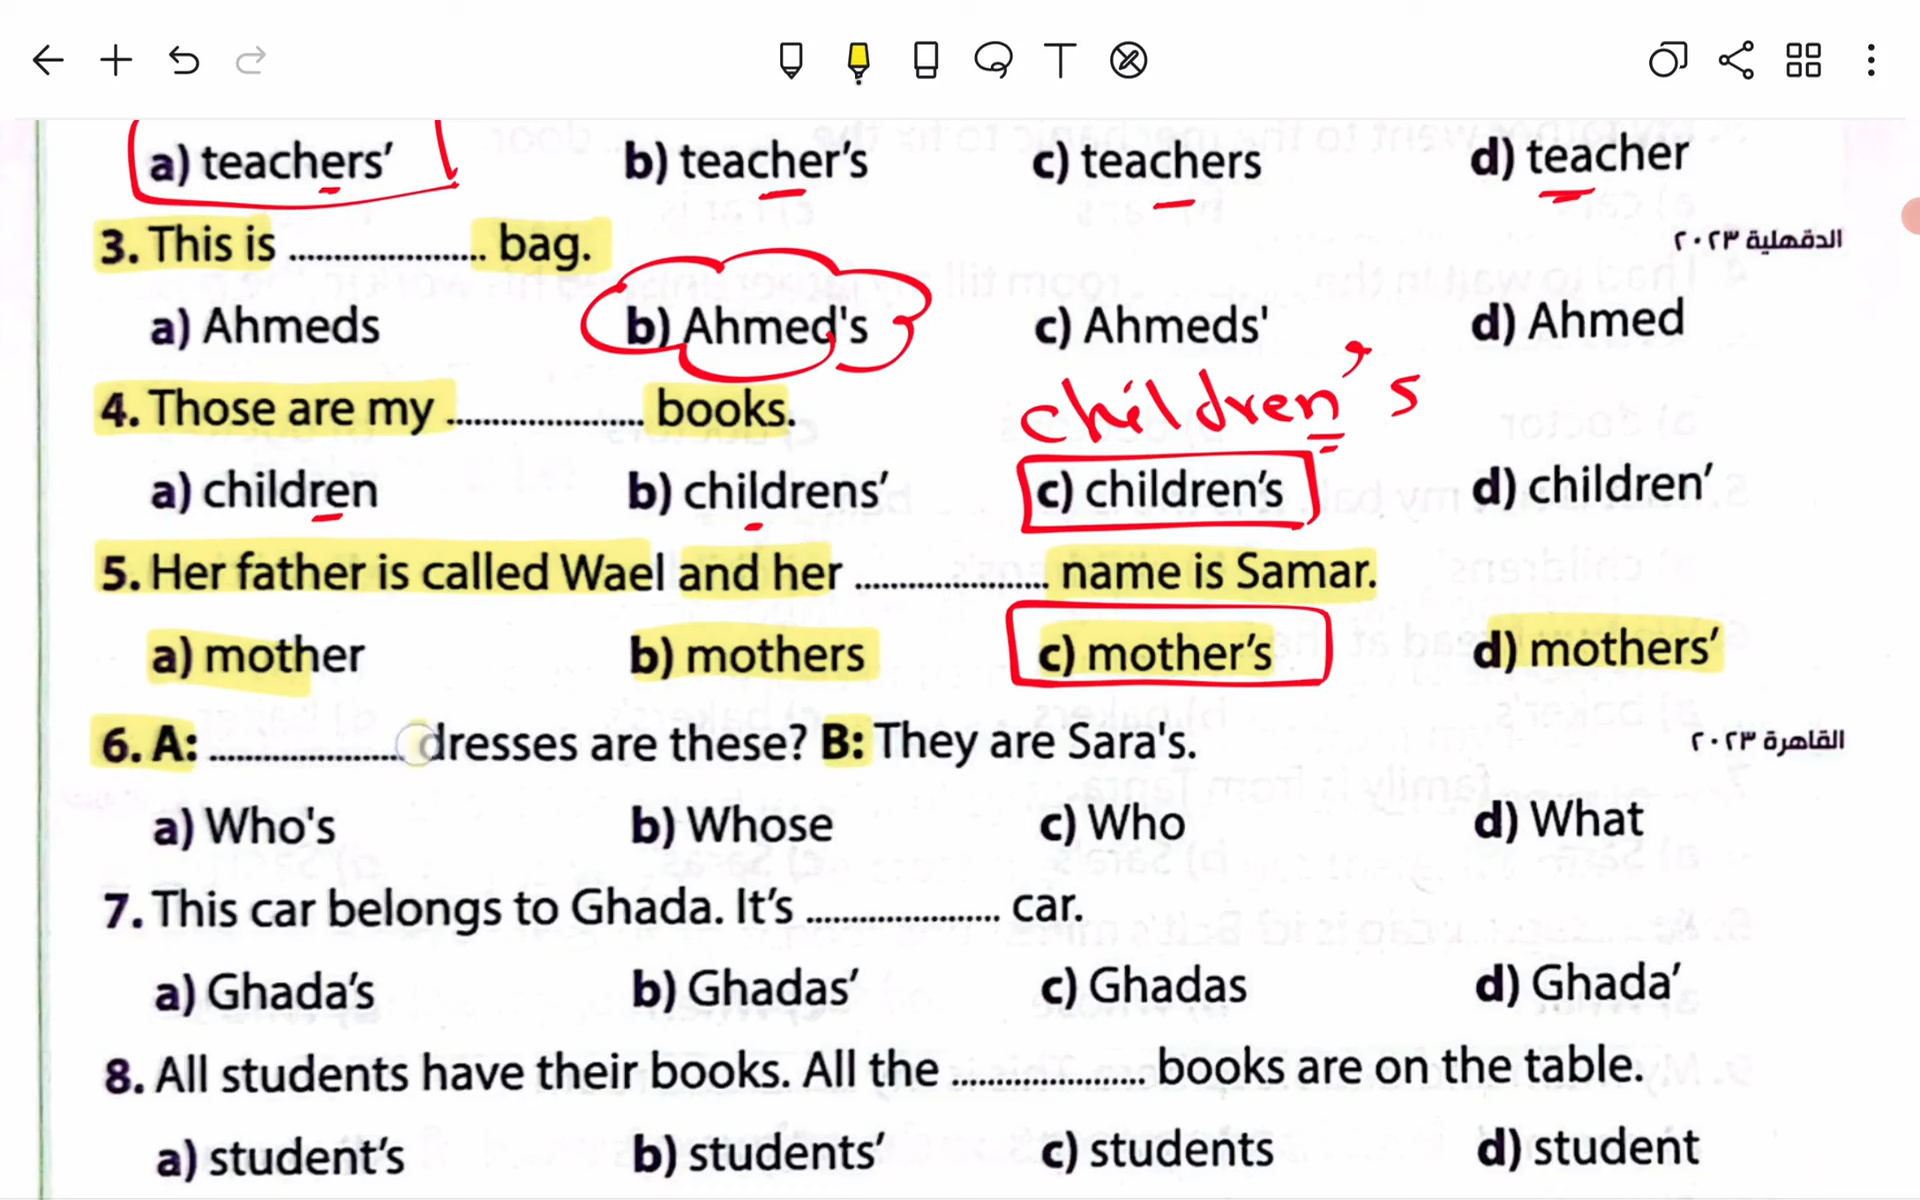 a) teachers’ b) teacher’s c) teachers d) teacher
3. This is ..................... bag. الدقهلية ٢٠٢٣
a) Ahmeds b) Ahmed's c) Ahmeds' d) Ahmed
children’s
4. Those are my ..................... books.
a) children b) childrens’ c) children’s d) children’
5. Her father is called Wael and her ..................... name is Samar.
a) mother b) mothers c) mother’s d) mothers’
6. A: ..................... dresses are these? B: They are Sara's. القاهرة ٢٠٢٣
a) Who's b) Whose c) Who d) What
7. This car belongs to Ghada. It’s ..................... car.
a) Ghada’s b) Ghadas’ c) Ghadas d) Ghada’
8. All students have their books. All the ..................... books are on the table.
a) student’s b) students’ c) students d) student